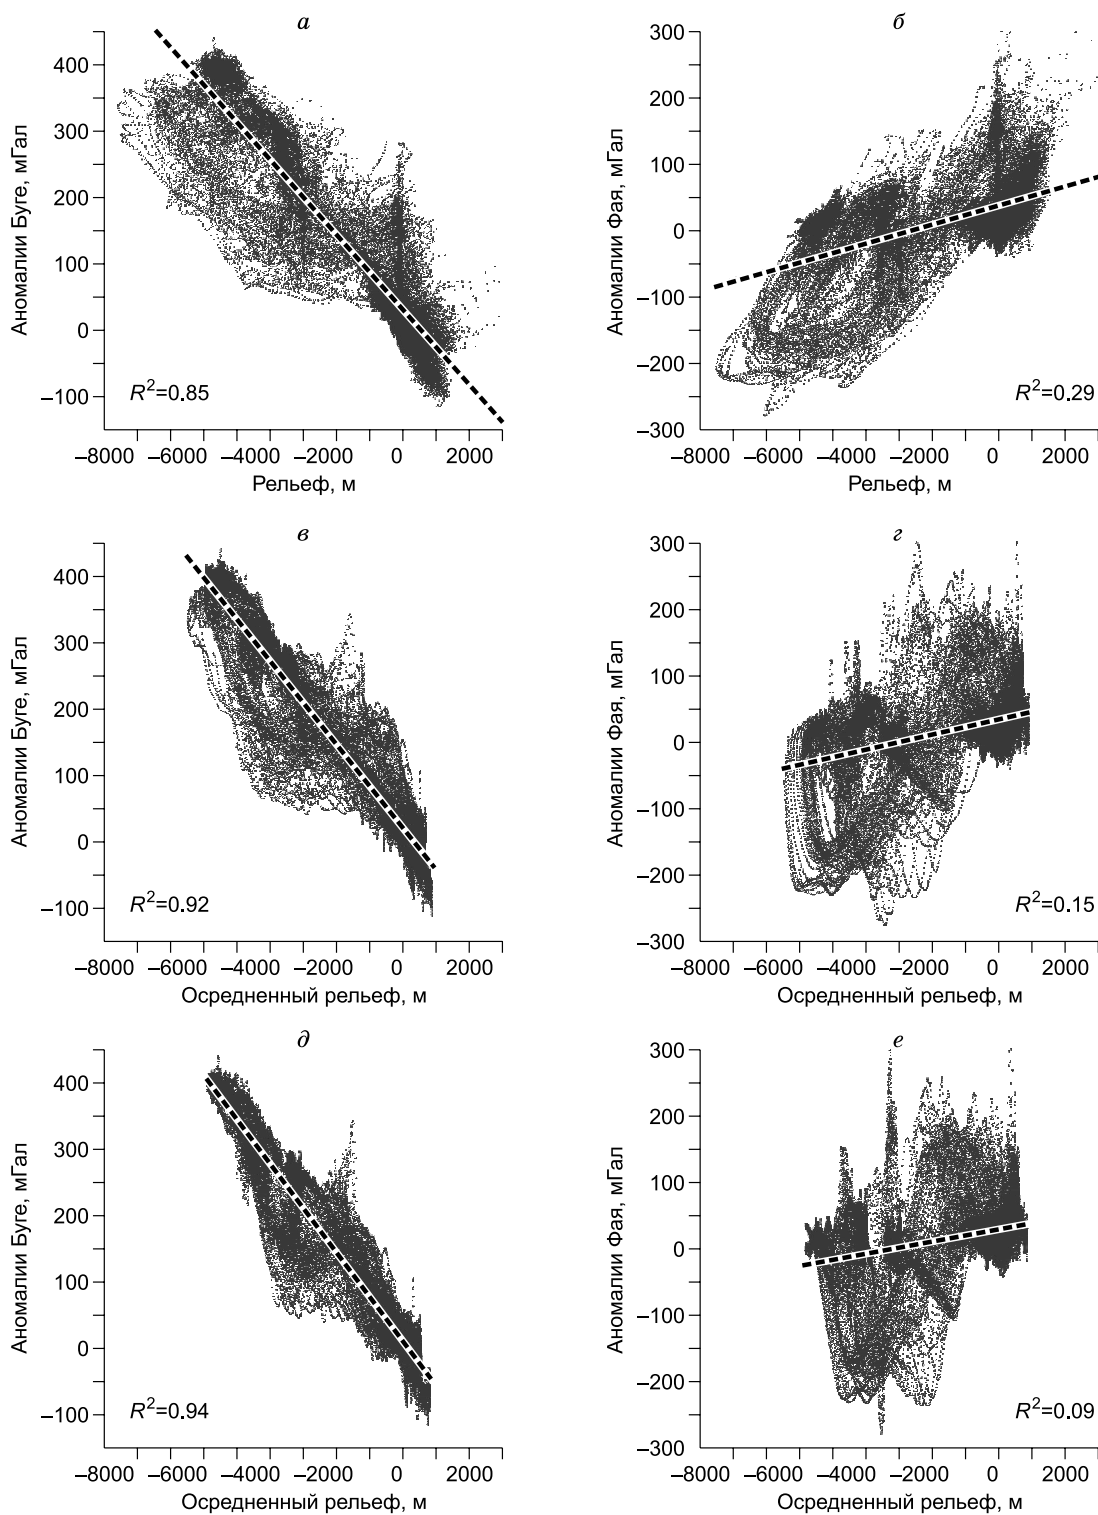 а
Аномалии Буге, мГал
400
300
200
100
0
–100
R²=0.85
–8000 –6000 –4000 –2000 0 2000
Рельеф, м
б
Аномалии Фая, мГал
300
200
100
0
–100
–200
–300
R²=0.29
–8000 –6000 –4000 –2000 0 2000
Рельеф, м
в
Аномалии Буге, мГал
400
300
200
100
0
–100
R²=0.92
–8000 –6000 –4000 –2000 0 2000
Осредненный рельеф, м
г
Аномалии Фая, мГал
300
200
100
0
–100
–200
–300
R²=0.15
–8000 –6000 –4000 –2000 0 2000
Осредненный рельеф, м
д
Аномалии Буге, мГал
400
300
200
100
0
–100
R²=0.94
–8000 –6000 –4000 –2000 0 2000
Осредненный рельеф, м
е
Аномалии Фая, мГал
300
200
100
0
–100
–200
–300
R²=0.09
–8000 –6000 –4000 –2000 0 2000
Осредненный рельеф, м